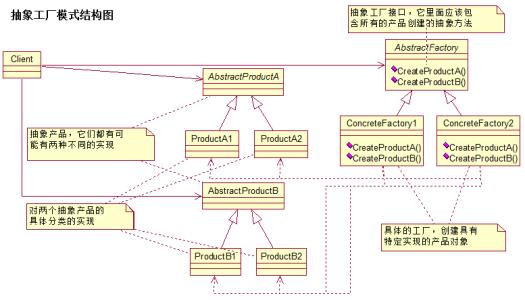 抽象工厂模式结构图
抽象工厂接口，它里面应该包
含所有的产品创建的抽象方法
Client
AbstractFactory
CreateProductA()
CreateProductB()
AbstractProductA
ConcreteFactory1
CreateProductA()
CreateProductB()
ConcreteFactory2
CreateProductA()
CreateProductB()
抽象产品，它们都有可
能有两种不同的实现
ProductA1
ProductA2
AbstractProductB
对两个抽象产品的
具体分类的实现
具体的工厂，创建具有
特定实现的产品对象
ProductB1
ProductB2